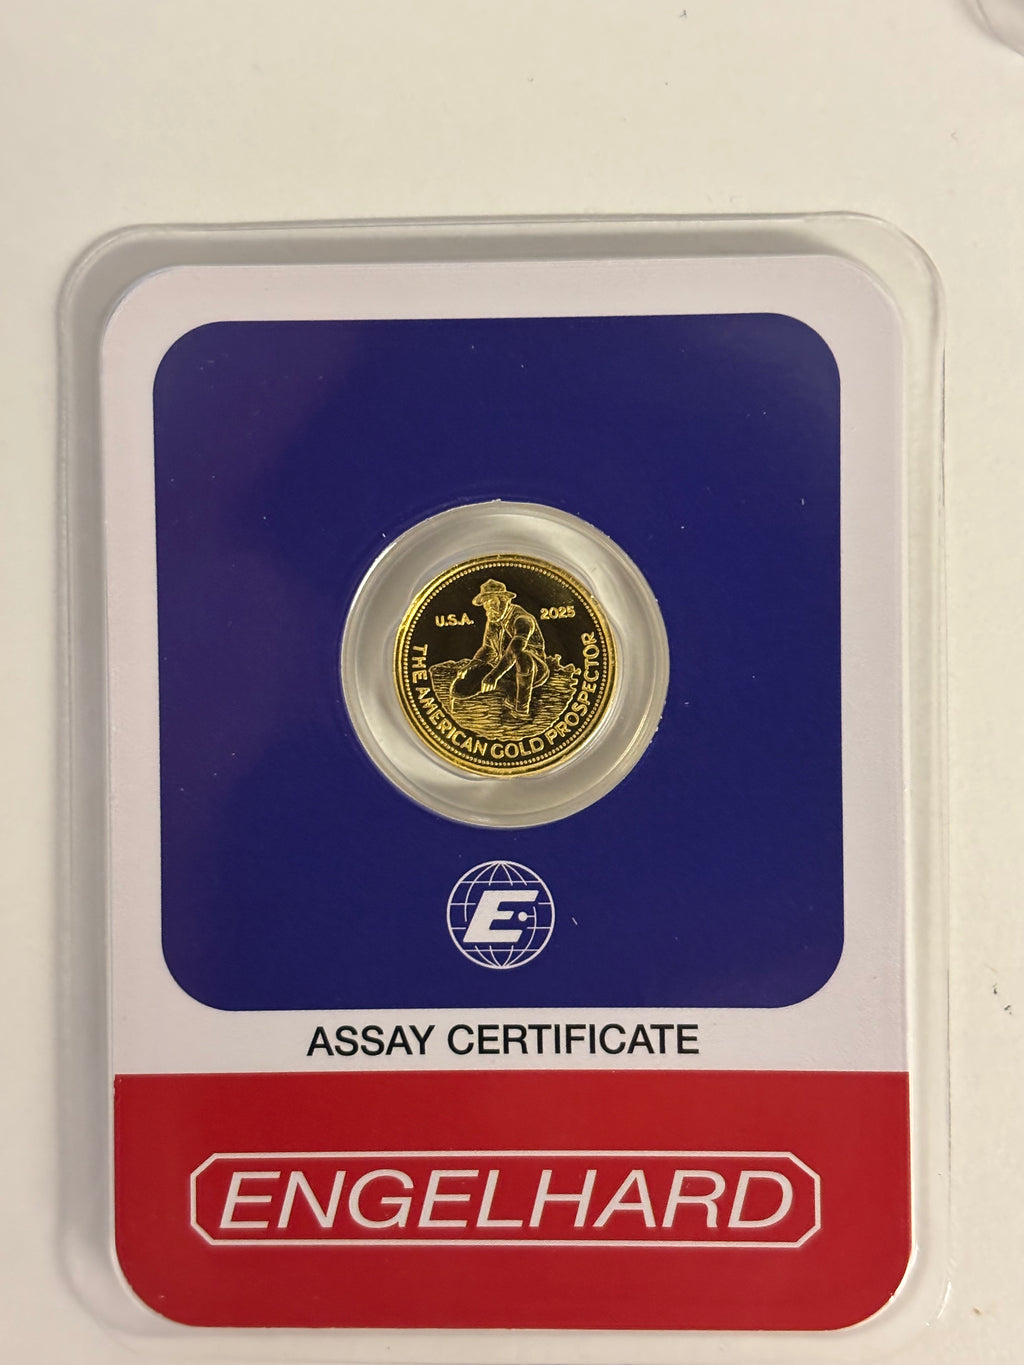 U.S.A. 2025
THE AMERICAN GOLD PROSPECTOR
E
ASSAY CERTIFICATE
ENGELHARD